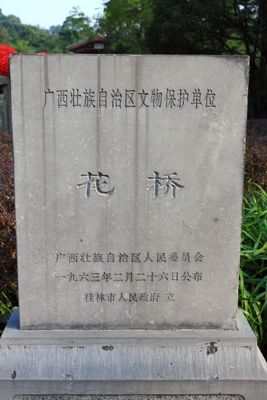 广西壮族自治区文物保护单位
花桥
广西壮族自治区人民委员会
一九六三年二月二十六日公布
桂林市人民政府 立